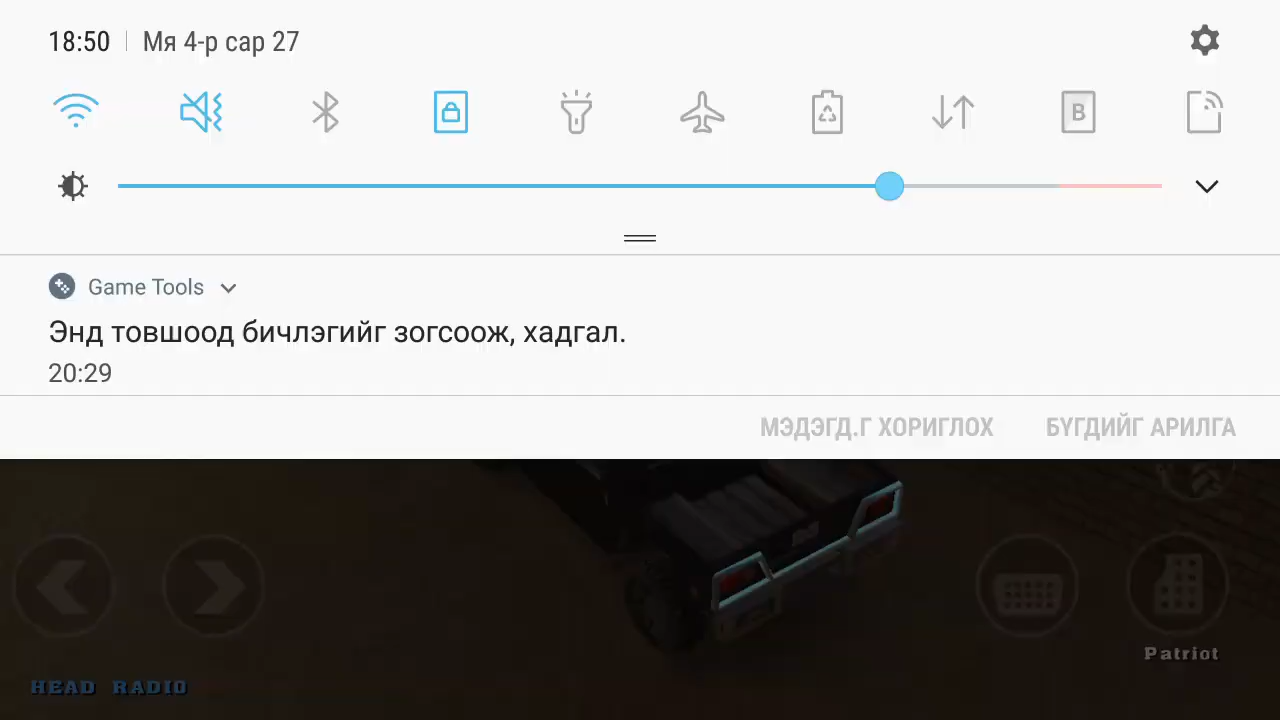 18:50 | Мя 4-р сар 27
B
Game Tools
Энд товшоод бичлэгийг зогсоож, хадгал.
20:29
МЭДЭГД.Г ХОРИГЛОХ БҮГДИЙГ АРИЛГА
Patriot
HEAD RADIO